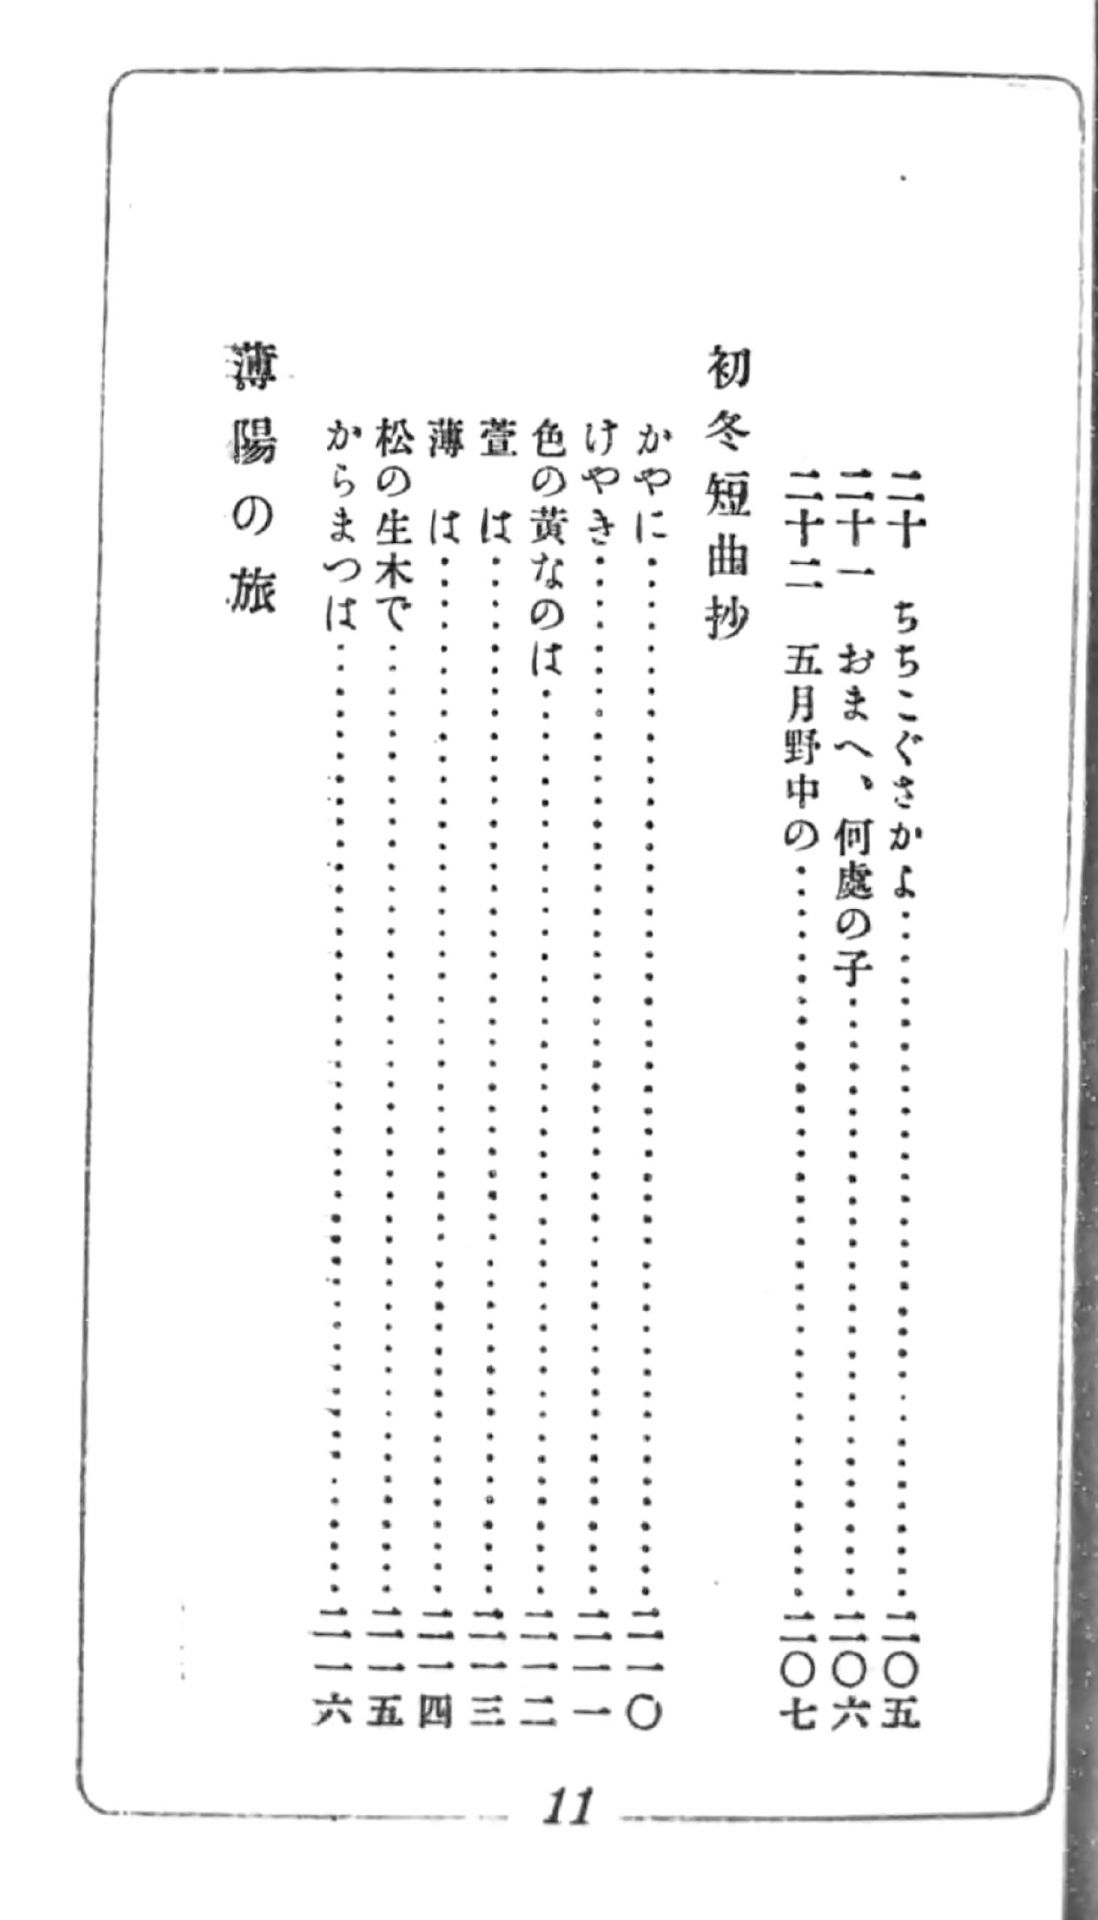 二十　ちちこぐさかよ……………………二〇五
二十一　おまへ、何處の子……………………二〇六
二十二　五月野中の……………………二〇七
初冬短曲抄
かやに……………………二一〇
けやき……………………二一一
色の黄なのは……………………二一二
萱　は……………………二一三
薄　は……………………二一四
松の生木で……………………二一五
からまつは……………………二一六
薄陽の旅
11